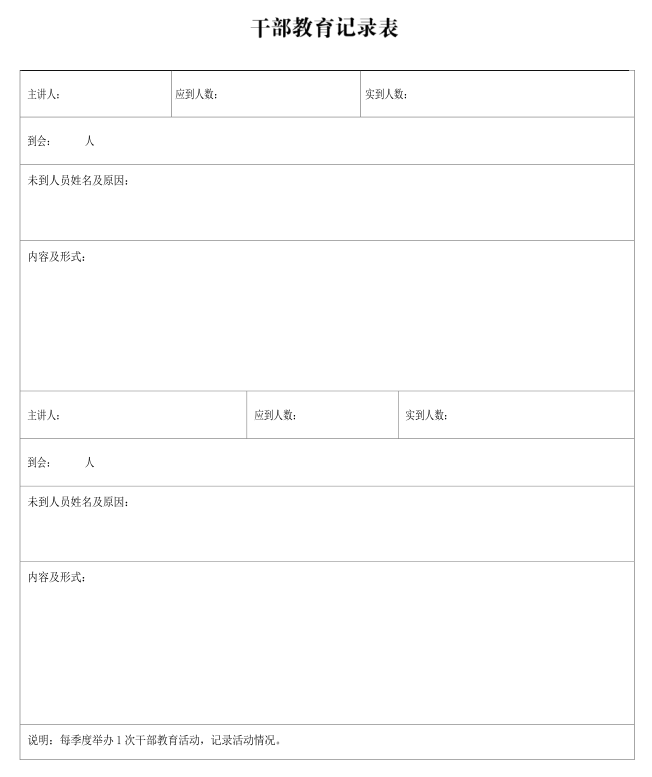 干部教育记录表
主讲人： 应到人数： 实到人数：
到会： 人
未到人员姓名及原因：
内容及形式：
主讲人： 应到人数： 实到人数：
到会： 人
未到人员姓名及原因：
内容及形式：
说明：每季度举办 1 次干部教育活动，记录活动情况。